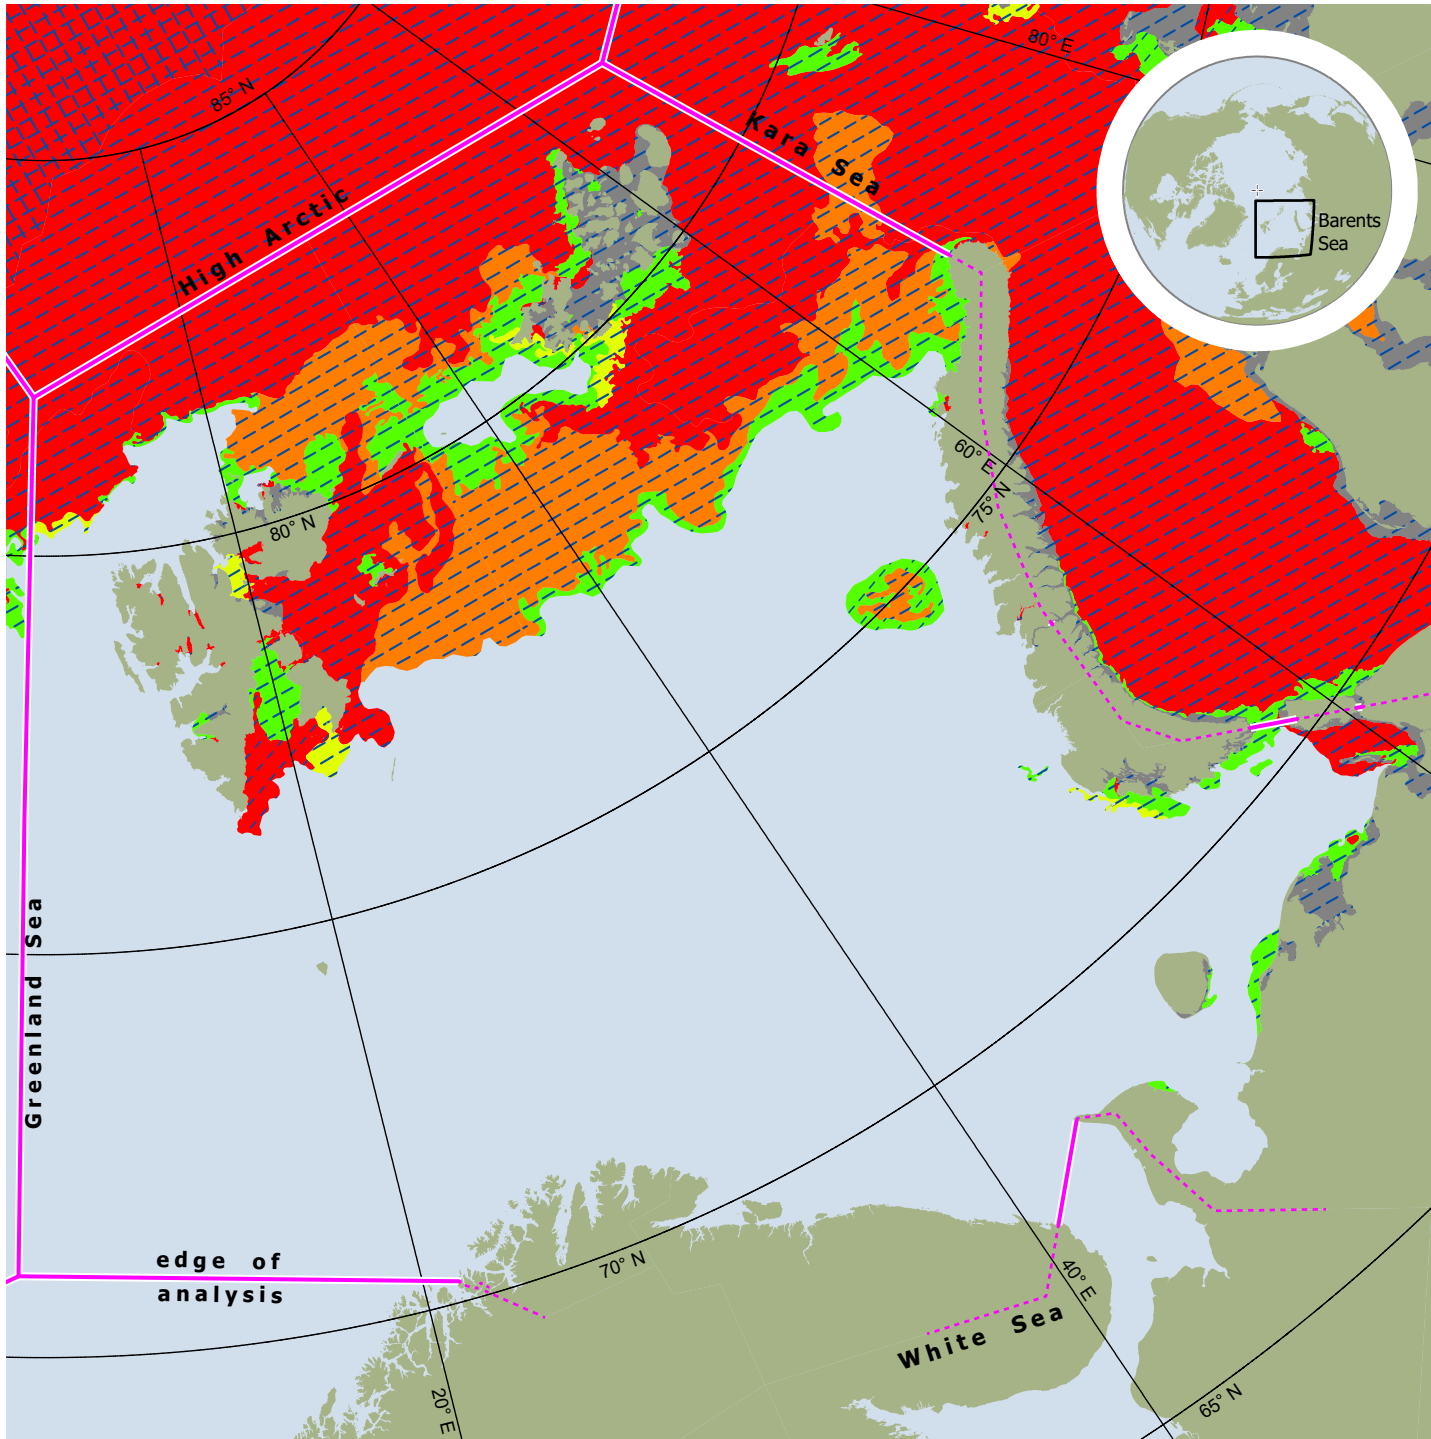 80° E
85° N
Kara Sea
High Arctic
Barents
Sea
60° E
75° N
80° N
Greenland Sea
edge of
analysis
70° N
40° E
White Sea
20° E
65° N